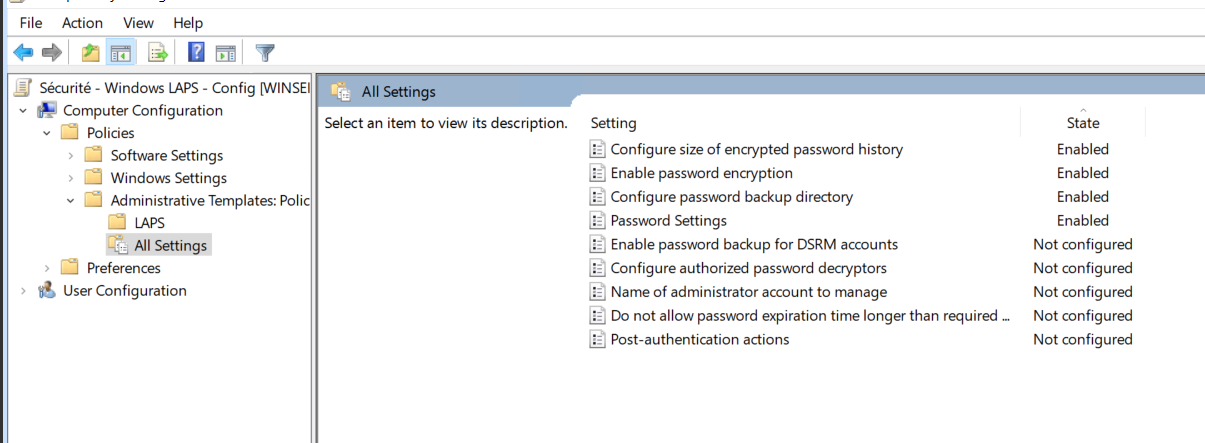 File Action View Help
Sécurité - Windows LAPS - Config [WINSEI
Computer Configuration
Policies
Software Settings
Windows Settings
Administrative Templates: Polic
LAPS
All Settings
Preferences
User Configuration
All Settings
Select an item to view its description.
Setting State
Configure size of encrypted password history Enabled
Enable password encryption Enabled
Configure password backup directory Enabled
Password Settings Enabled
Enable password backup for DSRM accounts Not configured
Configure authorized password decryptors Not configured
Name of administrator account to manage Not configured
Do not allow password expiration time longer than required ... Not configured
Post-authentication actions Not configured